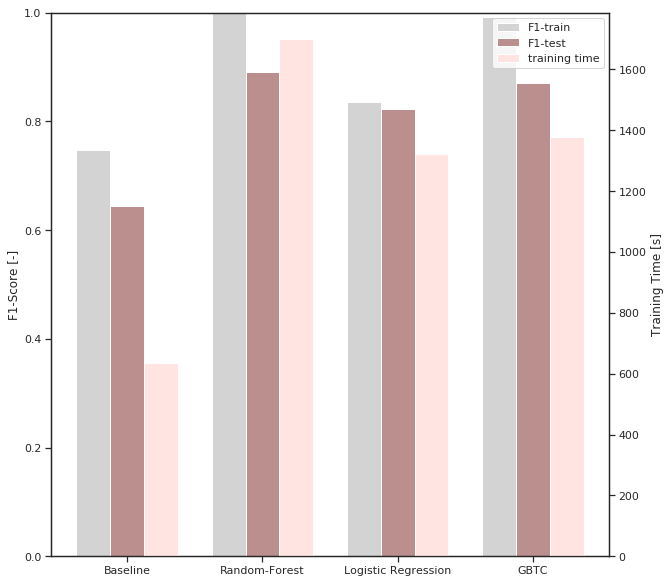 F1-train
F1-test
training time
1.0
0.8
0.6
0.4
0.2
0.0
F1-Score [-]
1600
1400
1200
1000
800
600
400
200
0
Training Time [s]
Baseline
Random-Forest
Logistic Regression
GBTC